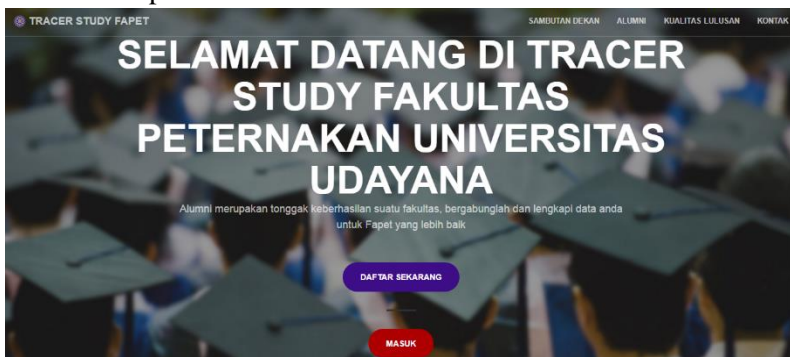 TRACER STUDY FAPET
SAMBUTAN DEKAN ALUMNI KUALITAS LULUSAN KONTAK
SELAMAT DATANG DI TRACER
STUDY FAKULTAS
PETERNAKAN UNIVERSITAS
UDAYANA
Alumni merupakan tonggak keberhasilan suatu fakultas, bergabunglah dan lengkapi data anda
untuk Fapet yang lebih baik
DAFTAR SEKARANG
MASUK